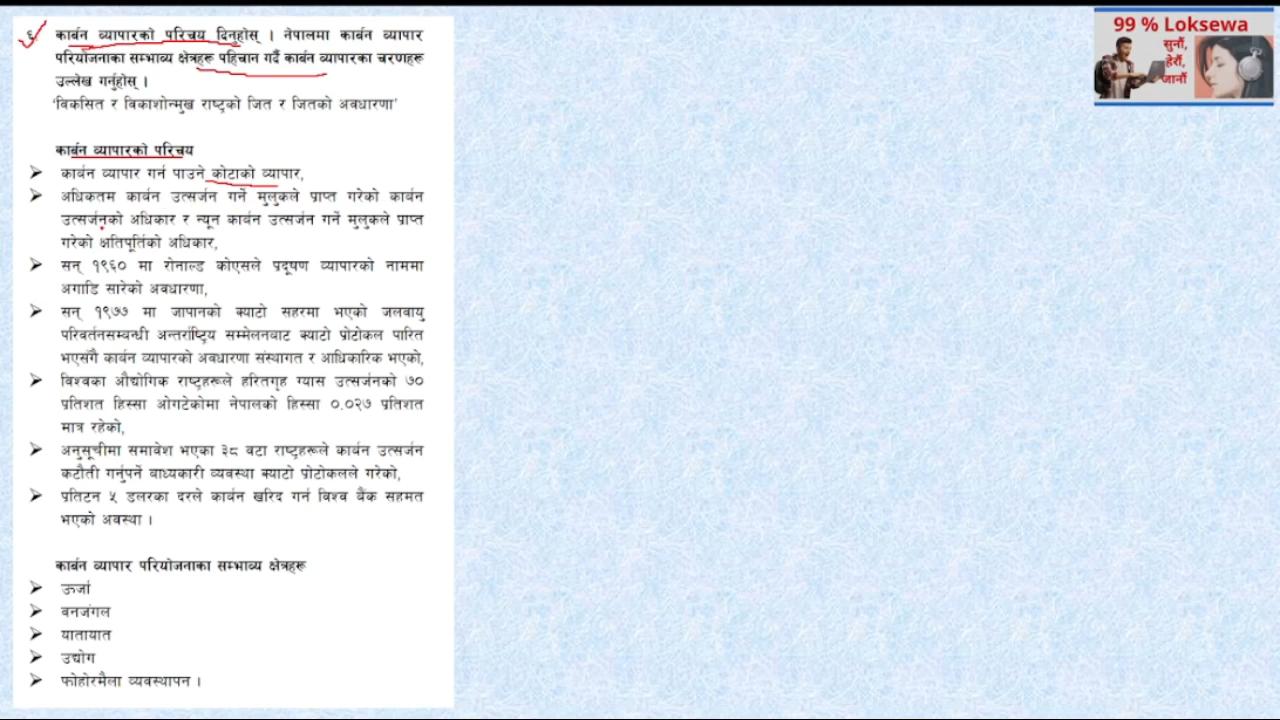 ६ कार्बन व्यापारको परिचय दिनुहोस् । नेपालमा कार्बन व्यापार
परियोजनाका सम्भाव्य क्षेत्रहरू पहिचान गर्दै कार्बन व्यापारका चरणहरू
उल्लेख गर्नुहोस् ।
'विकसित र विकाशोन्मुख राष्ट्रको जित र जितको अवधारणा'
कार्बन व्यापारको परिचय
➤ कार्बन व्यापार गर्न पाउने कोटाको व्यापार,
➤ अधिकतम कार्बन उत्सर्जन गर्ने मुलुकले प्राप्त गरेको कार्बन
उत्सर्जनको अधिकार र न्यून कार्बन उत्सर्जन गर्ने मुलुकले प्राप्त
गरेको क्षतिपूर्तिको अधिकार,
➤ सन् १९६० मा रोनाल्ड कोएसले प्रदूषण व्यापारको नाममा
अगाडि सारेको अवधारणा,
➤ सन् १९७७ मा जापानको क्याटो सहरमा भएको जलवायु
परिवर्तनसम्बन्धी अन्तर्राष्ट्रिय सम्मेलनबाट क्याटो प्रोटोकल पारित
भएसँगै कार्बन व्यापारको अवधारणा संस्थागत र आधिकारिक भएको,
➤ विश्वका औद्योगिक राष्ट्रहरूले हरितगृह ग्यास उत्सर्जनको ७०
प्रतिशत हिस्सा ओगटेकोमा नेपालको हिस्सा ०.०२७ प्रतिशत
मात्र रहेको,
➤ अनुसूचीमा समावेश भएका ३८ वटा राष्ट्रहरूले कार्बन उत्सर्जन
कटौती गर्नुपर्ने बाध्यकारी व्यवस्था क्याटो प्रोटोकलले गरेको,
➤ प्रतिटन ५ डलरका दरले कार्बन खरिद गर्न विश्व बैंक सहमत
भएको अवस्था ।
कार्बन व्यापार परियोजनाका सम्भाव्य क्षेत्रहरू
➤ ऊर्जा
➤ वनजंगल
➤ यातायात
➤ उद्योग
➤ फोहोरमैला व्यवस्थापन ।
99 % Loksewa
सुनौं,
हेरौं,
जानौं